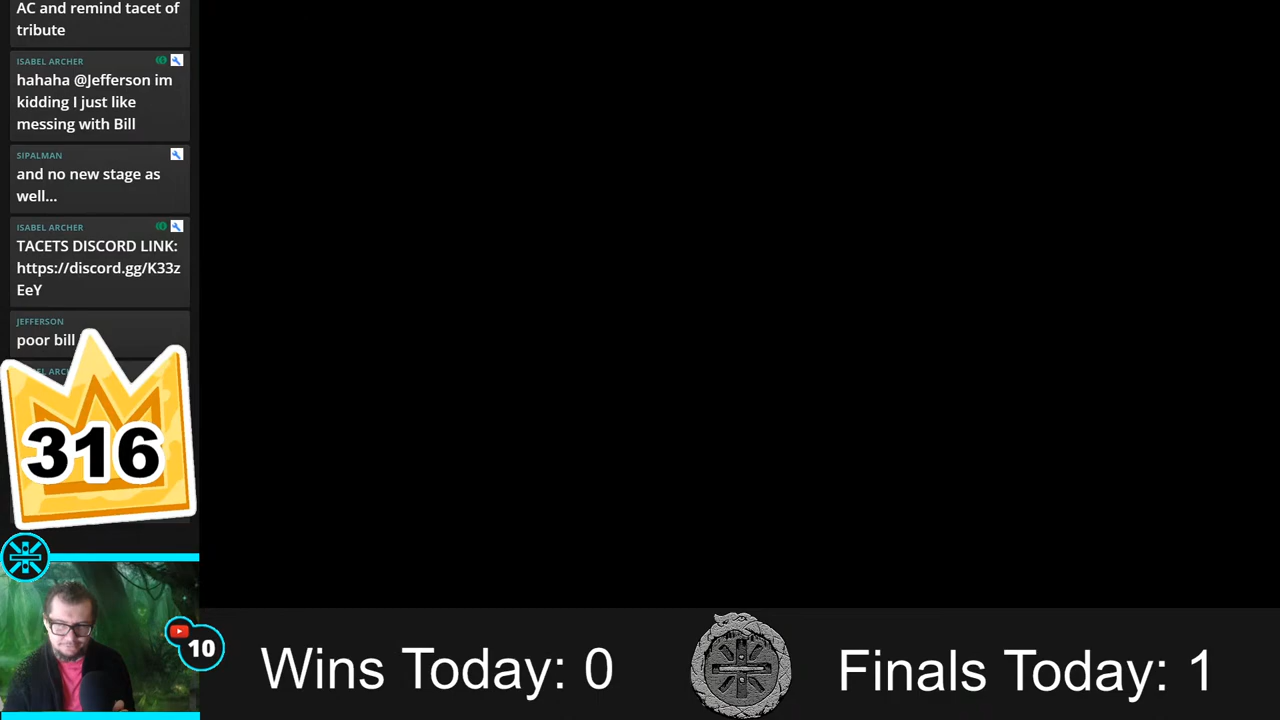 AC and remind tacet of
tribute
ISABEL ARCHER
hahaha @Jefferson im
kidding I just like
messing with Bill
SIPALMAN
and no new stage as
well...
ISABEL ARCHER
TACETS DISCORD LINK:
https://discord.gg/K33z
EeY
JEFFERSON
poor bill
316
10
Wins Today: 0
Finals Today: 1